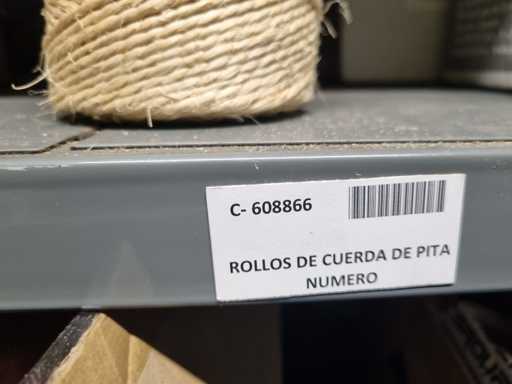 C- 608866
ROLLOS DE CUERDA DE PITA
NUMERO